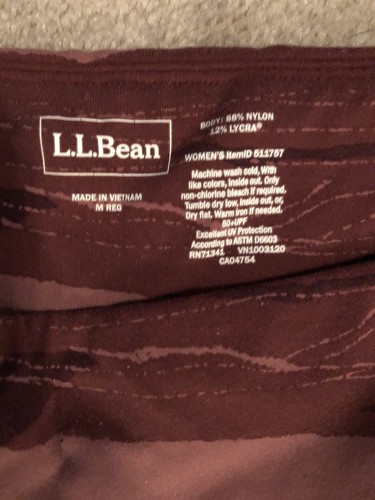 L.L.Bean
MADE IN VIETNAM
M REG
BODY: 88% NYLON
12% LYCRA®
WOMEN'S ItemID 511757
Machine wash cold, With
like colors, Inside out. Only
non-chlorine bleach if required.
Tumble dry low, Inside out, or,
Dry flat. Warm iron if needed.
50+UPF
Excellent UV Protection
According to ASTM D6603
RN71341 VN1003120
CA04754